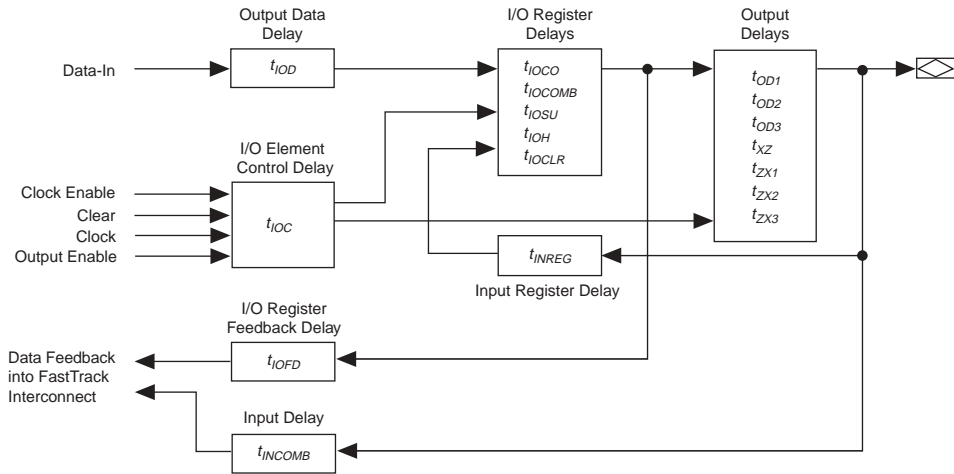 Output Data
Delay
I/O Register
Delays
Output
Delays
Data-In
tIOD
tIOCO
tIOCOMB
tIOSU
tIOH
tIOCLR
tOD1
tOD2
tOD3
tXZ
tZX1
tZX2
tZX3
I/O Element
Control Delay
Clock Enable
Clear
Clock
Output Enable
tIOC
tINREG
Input Register Delay
I/O Register
Feedback Delay
tIOFD
Data Feedback
into FastTrack
Interconnect
Input Delay
tINCOMB